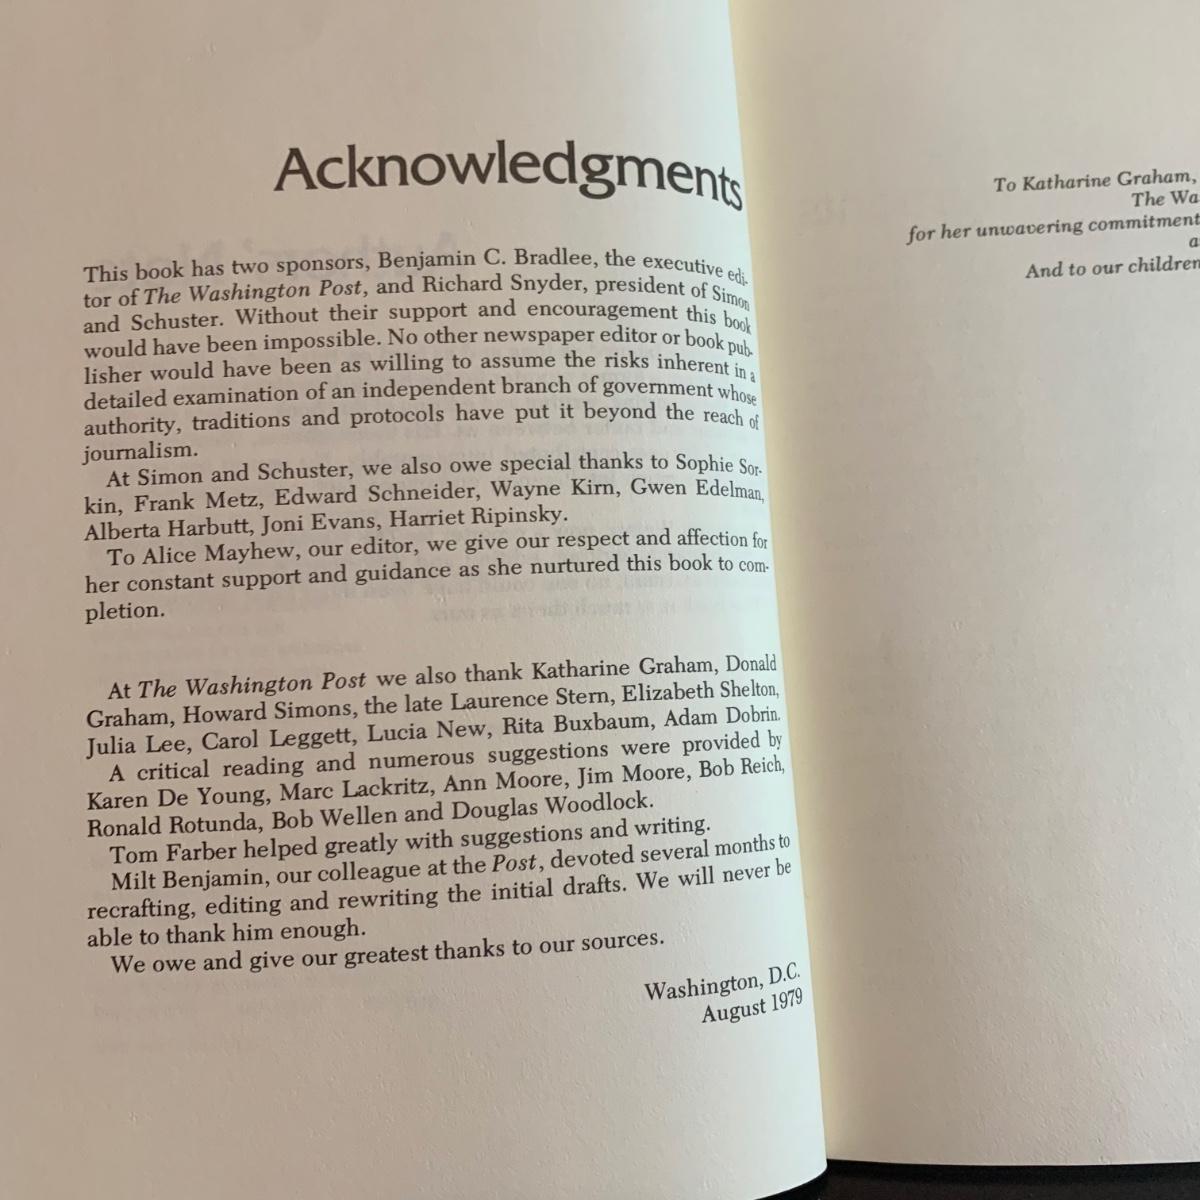 Acknowledgments
This book has two sponsors, Benjamin C. Bradlee, the executive edi-
tor of The Washington Post, and Richard Snyder, president of Simon
and Schuster. Without their support and encouragement this book
would have been impossible. No other newspaper editor or book pub-
lisher would have been as willing to assume the risks inherent in a
detailed examination of an independent branch of government whose
authority, traditions and protocols have put it beyond the reach of
journalism.
At Simon and Schuster, we also owe special thanks to Sophie Sor-
kin, Frank Metz, Edward Schneider, Wayne Kirn, Gwen Edelman,
Alberta Harbutt, Joni Evans, Harriet Ripinsky.
To Alice Mayhew, our editor, we give our respect and affection for
her constant support and guidance as she nurtured this book to com-
pletion.
At The Washington Post we also thank Katharine Graham, Donald
Graham, Howard Simons, the late Laurence Stern, Elizabeth Shelton,
Julia Lee, Carol Leggett, Lucia New, Rita Buxbaum, Adam Dobrin.
A critical reading and numerous suggestions were provided by
Karen De Young, Marc Lackritz, Ann Moore, Jim Moore, Bob Reich,
Ronald Rotunda, Bob Wellen and Douglas Woodlock.
Tom Farber helped greatly with suggestions and writing.
Milt Benjamin, our colleague at the Post, devoted several months to
recrafting, editing and rewriting the initial drafts. We will never be
able to thank him enough.
We owe and give our greatest thanks to our sources.
Washington, D.C.
August 1979
To Katharine Graham,
The Wa
for her unwavering commitment
a
And to our children